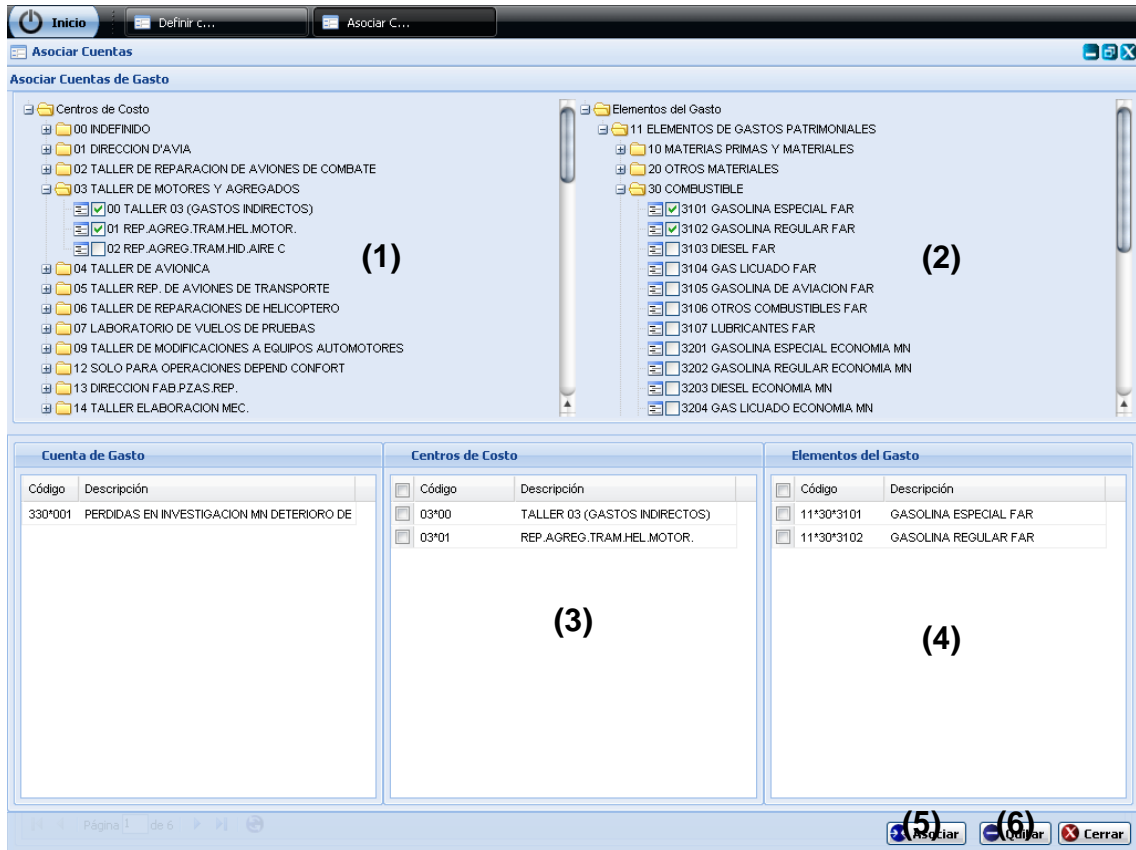 Inicio
Definir c...
Asociar C...
Asociar Cuentas
Asociar Cuentas de Gasto
Centros de Costo
00 INDEFINIDO
01 DIRECCION D'AVIA
02 TALLER DE REPARACION DE AVIONES DE COMBATE
03 TALLER DE MOTORES Y AGREGADOS
00 TALLER 03 (GASTOS INDIRECTOS)
01 REP.AGREG.TRAM.HEL.MOTOR.
02 REP.AGREG.TRAM.HID.AIRE C
04 TALLER DE AVIONICA
05 TALLER REP. DE AVIONES DE TRANSPORTE
06 TALLER DE REPARACIONES DE HELICOPTERO
07 LABORATORIO DE VUELOS DE PRUEBAS
09 TALLER DE MODIFICACIONES A EQUIPOS AUTOMOTORES
12 SOLO PARA OPERACIONES DEPEND CONFORT
13 DIRECCION FAB.PZAS.REP.
14 TALLER ELABORACION MEC.
(1)
Elementos del Gasto
11 ELEMENTOS DE GASTOS PATRIMONIALES
10 MATERIAS PRIMAS Y MATERIALES
20 OTROS MATERIALES
30 COMBUSTIBLE
3101 GASOLINA ESPECIAL FAR
3102 GASOLINA REGULAR FAR
3103 DIESEL FAR
3104 GAS LICUADO FAR
3105 GASOLINA DE AVIACION FAR
3106 OTROS COMBUSTIBLES FAR
3107 LUBRICANTES FAR
3201 GASOLINA ESPECIAL ECONOMIA MN
3202 GASOLINA REGULAR ECONOMIA MN
3203 DIESEL ECONOMIA MN
3204 GAS LICUADO ECONOMIA MN
(2)
Cuenta de Gasto
Código Descripción
330*001 PERDIDAS EN INVESTIGACION MN DETERIORO DE
Centros de Costo
Código Descripción
03*00 TALLER 03 (GASTOS INDIRECTOS)
03*01 REP.AGREG.TRAM.HEL.MOTOR.
(3)
Elementos del Gasto
Código Descripción
11*30*3101 GASOLINA ESPECIAL FAR
11*30*3102 GASOLINA REGULAR FAR
(4)
Página 1 de 6
(5)
Asociar
(6)
Quitar
Cerrar